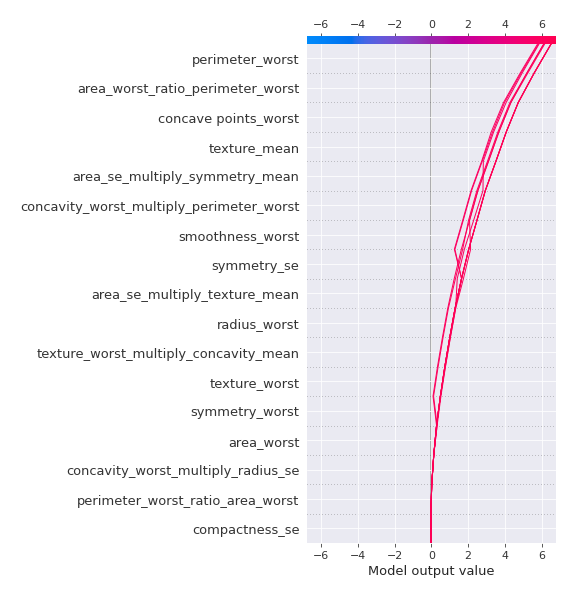 −6 −4 −2 0 2 4 6
perimeter_worst
area_worst_ratio_perimeter_worst
concave points_worst
texture_mean
area_se_multiply_symmetry_mean
concavity_worst_multiply_perimeter_worst
smoothness_worst
symmetry_se
area_se_multiply_texture_mean
radius_worst
texture_worst_multiply_concavity_mean
texture_worst
symmetry_worst
area_worst
concavity_worst_multiply_radius_se
perimeter_worst_ratio_area_worst
compactness_se
−6 −4 −2 0 2 4 6
Model output value